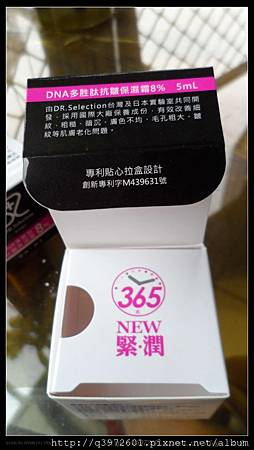 DNA多胜肽抗皺保濕霜8% 5mL
由DR.Selection台灣及日本實驗室共同開
發，採用國際大廠保養成份，有效改善細
紋、粗糙、暗沉、膚色不均、毛孔粗大、皺
紋等肌膚老化問題。
專利貼心拉盒設計
創新專利字M439631號
365
NEW
緊‧潤
http://q3972601.pixnet.net/album